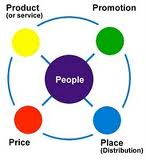 Product
(or service)
Promotion
People
Price
Place
(Distribution)